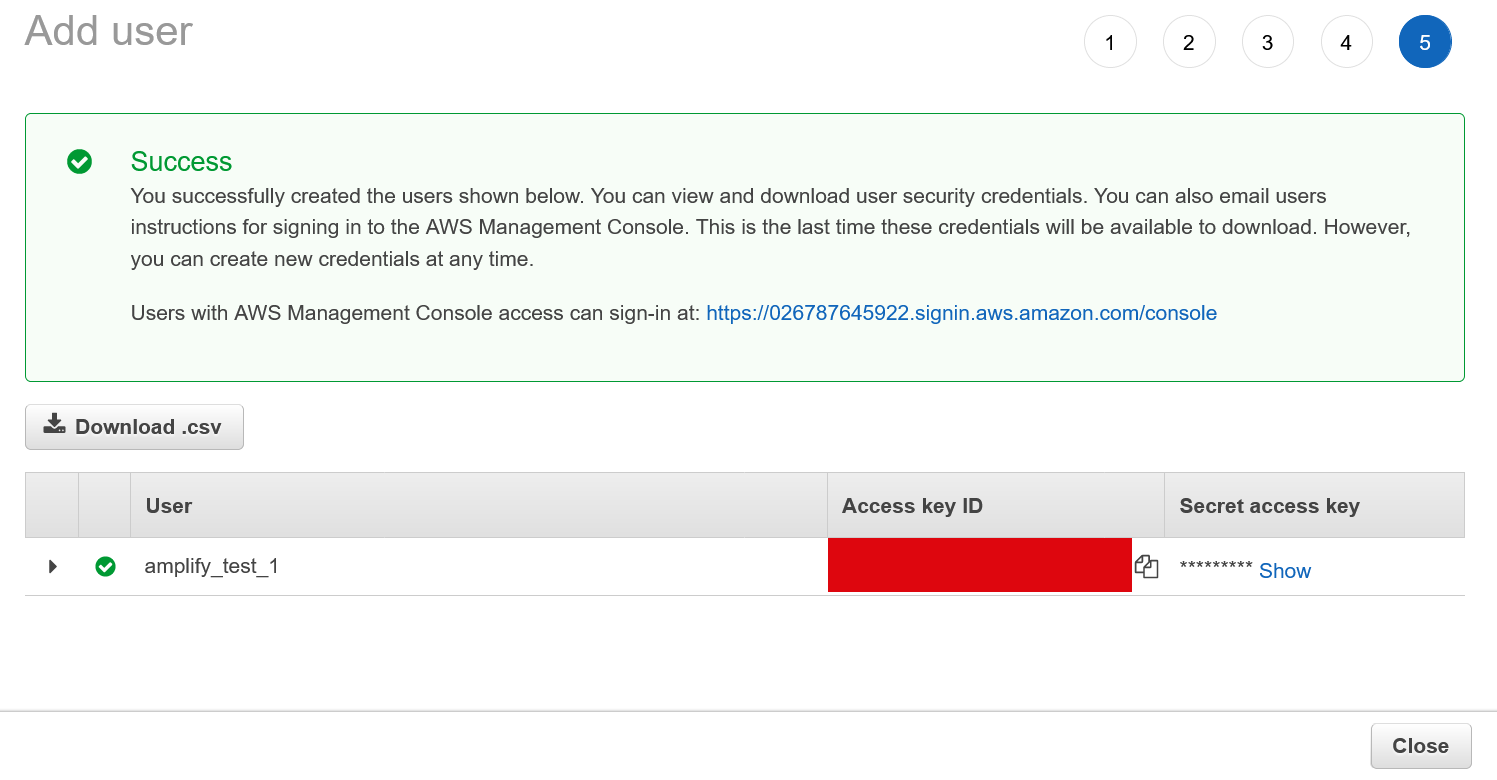 Add user
1 2 3 4 5
Success
You successfully created the users shown below. You can view and download user security credentials. You can also email users
instructions for signing in to the AWS Management Console. This is the last time these credentials will be available to download. However,
you can create new credentials at any time.
Users with AWS Management Console access can sign-in at: https://026787645922.signin.aws.amazon.com/console
Download .csv
User Access key ID Secret access key
amplify_test_1 ********* Show
Close